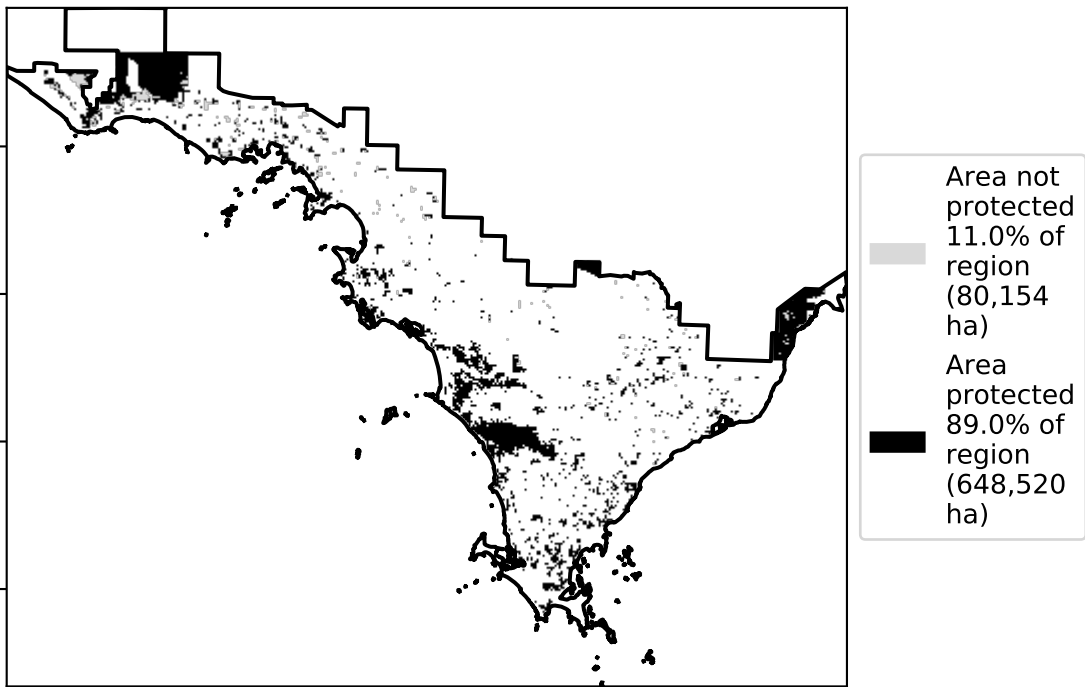 Area not
protected
11.0% of
region
(80,154
ha)
Area
protected
89.0% of
region
(648,520
ha)